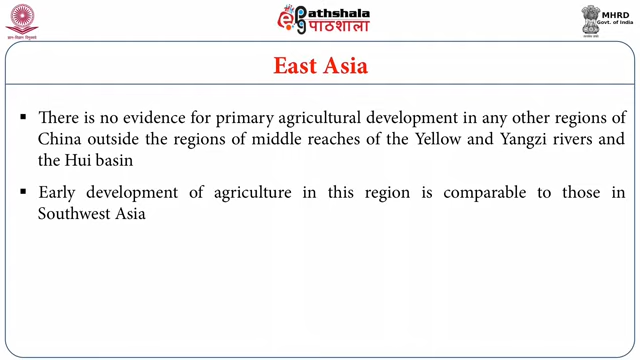 Pathshala
पाठशाला
MHRD
Govt. of India
East Asia
▪ There is no evidence for primary agricultural development in any other regions of
China outside the regions of middle reaches of the Yellow and Yangzi rivers and
the Hui basin
▪ Early development of agriculture in this region is comparable to those in
Southwest Asia